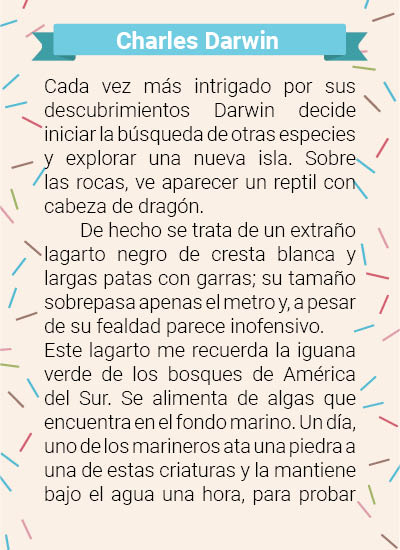 Charles Darwin
Cada vez más intrigado por sus
descubrimientos Darwin decide
iniciar la búsqueda de otras especies
y explorar una nueva isla. Sobre
las rocas, ve aparecer un reptil con
cabeza de dragón.
De hecho se trata de un extraño
lagarto negro de cresta blanca y
largas patas con garras; su tamaño
sobrepasa apenas el metro y, a pesar
de su fealdad parece inofensivo.
Este lagarto me recuerda la iguana
verde de los bosques de América
del Sur. Se alimenta de algas que
encuentra en el fondo marino. Un día,
uno de los marineros ata una piedra a
una de estas criaturas y la mantiene
bajo el agua una hora, para probar